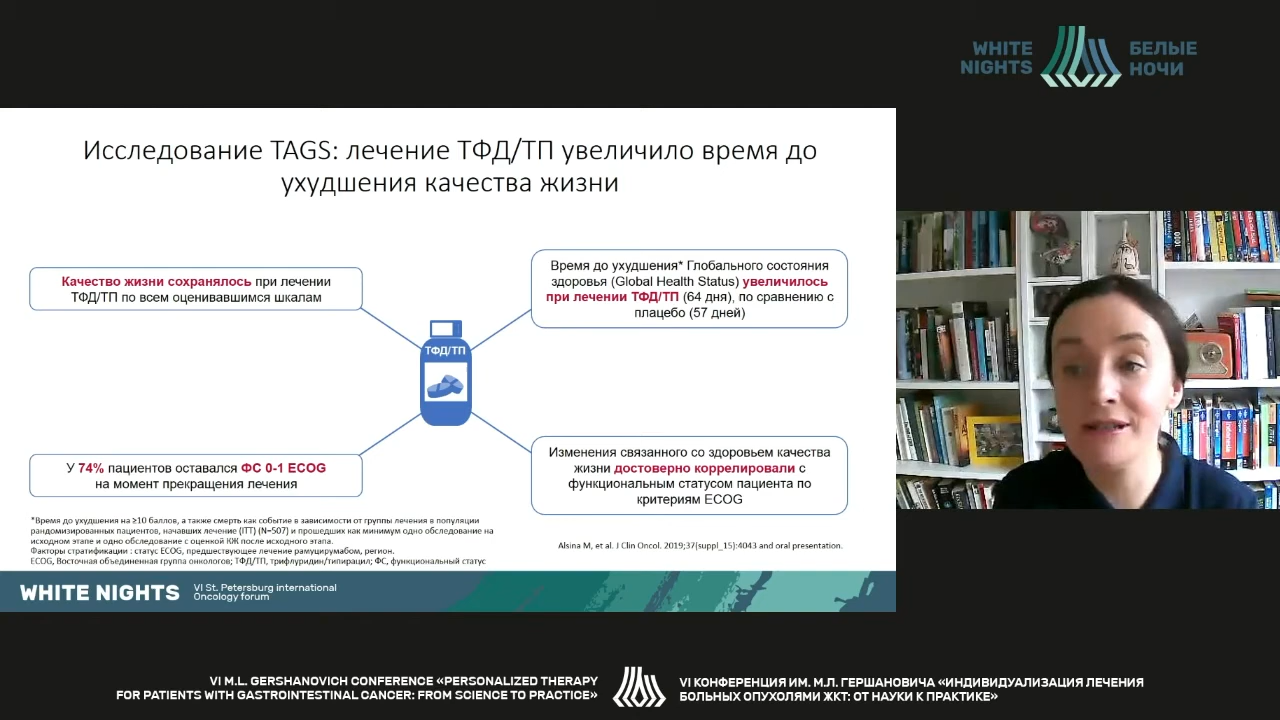 WHITE
NIGHTS
БЕЛЫЕ
НОЧИ
Исследование TAGS: лечение ТФД/ТП увеличило время до
ухудшения качества жизни
Качество жизни сохранялось при лечении
ТФД/ТП по всем оценивавшимся шкалам
Время до ухудшения* Глобального состояния
здоровья (Global Health Status) увеличилось
при лечении ТФД/ТП (64 дня), по сравнению с
плацебо (57 дней)
ТФД/ТП
У 74% пациентов оставался ФС 0-1 ECOG
на момент прекращения лечения
Изменения связанного со здоровьем качества
жизни достоверно коррелировали с
функциональным статусом пациента по
критериям ECOG
*Время до ухудшения на ≥10 баллов, а также смерть как событие в зависимости от группы лечения в популяции
рандомизированных пациентов, начавших лечение (ITT) (N=507) и прошедших как минимум одно обследование на
исходном этапе и одно обследование с оценкой КЖ после исходного этапа.
Факторы стратификации : статус ECOG, предшествующее лечение рамуцирумабом, регион.
ECOG, Восточная объединенная группа онкологов; ТФД/ТП, трифлуридин/типирацил; ФС, функциональный статус
Alsina M, et al. J Clin Oncol. 2019;37(suppl_15):4043 and oral presentation.
WHITE NIGHTS
VI St. Petersburg international
Oncology forum
VI M.L. GERSHANOVICH CONFERENCE «PERSONALIZED THERAPY
FOR PATIENTS WITH GASTROINTESTINAL CANCER: FROM SCIENCE TO PRACTICE»
VI КОНФЕРЕНЦИЯ ИМ. М.Л. ГЕРШАНОВИЧА «ИНДИВИДУАЛИЗАЦИЯ ЛЕЧЕНИЯ
БОЛЬНЫХ ОПУХОЛЯМИ ЖКТ: ОТ НАУКИ К ПРАКТИКЕ»